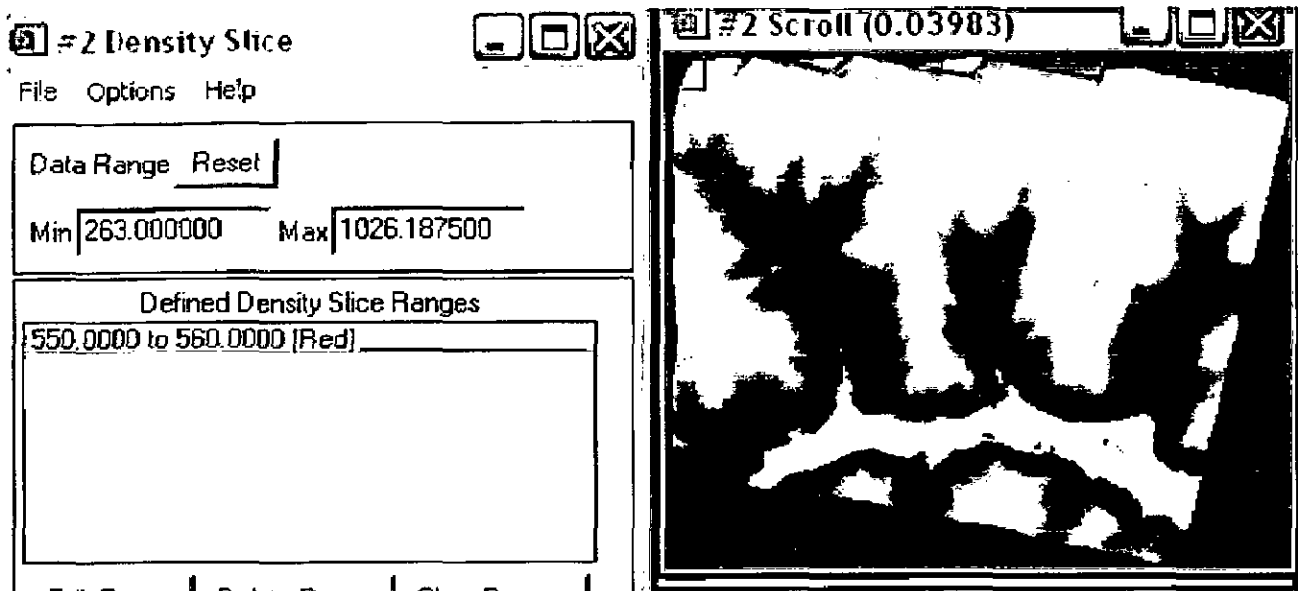 #2 Density Slice
File Options Help
Data Range Reset
Min 263.000000 Max 1026.187500
Defined Density Slice Ranges
550.0000 to 560.0000 [Red]
#2 Scroll (0.03983)